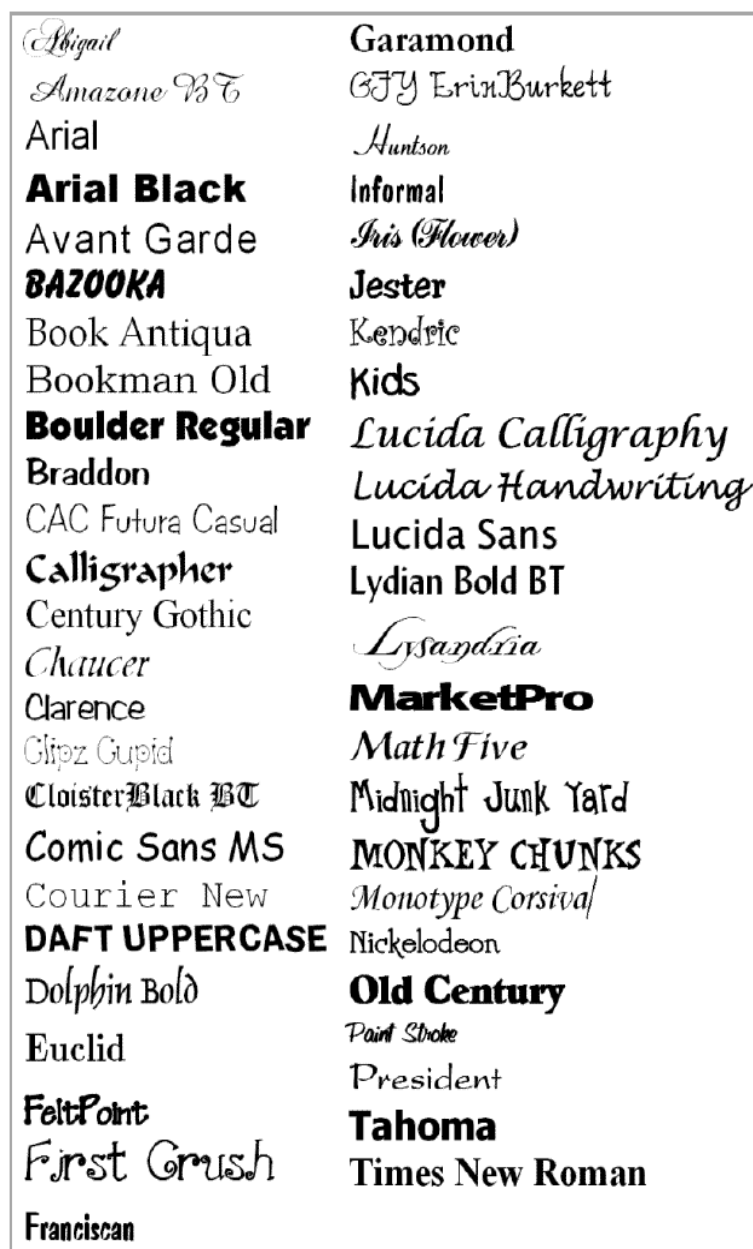 Abigail
Amazone BT
Arial
Arial Black
Avant Garde
BAZOOKA
Book Antiqua
Bookman Old
Boulder Regular
Braddon
CAC Futura Casual
Calligrapher
Century Gothic
Chaucer
Clarence
Clipz Cupid
CloisterBlack BT
Comic Sans MS
Courier New
DAFT UPPERCASE
Dolphin Bold
Euclid
FeltPoint
First Crush
Franciscan
Garamond
GFY ErinBurkett
Huntson
Informal
Iris (Flower)
Jester
Kendric
Kids
Lucida Calligraphy
Lucida Handwriting
Lucida Sans
Lydian Bold BT
Lysandria
MarketPro
Math Five
Midnight Junk Yard
MONKEY CHUNKS
Monotype Corsiva
Nickelodeon
Old Century
Paint Stroke
President
Tahoma
Times New Roman